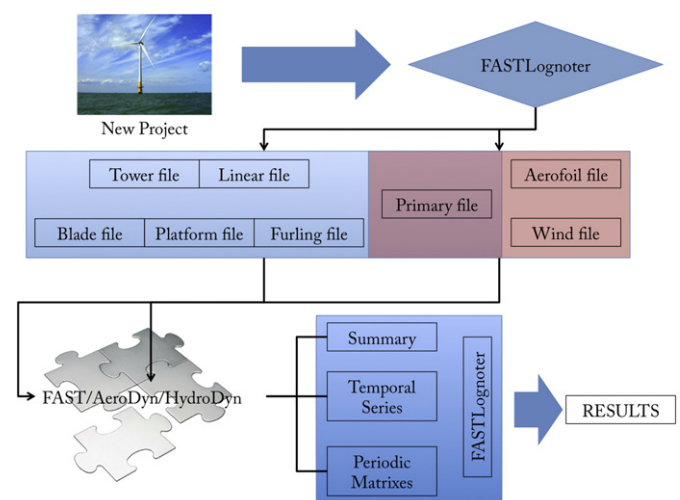 FASTLognoter
New Project
Tower file
Linear file
Aerofoil file
Primary file
Blade file
Platform file
Furling file
Wind file
Summary
FAST/AeroDyn/HydroDyn
Temporal
Series
FASTLognoter
RESULTS
Periodic
Matrixes